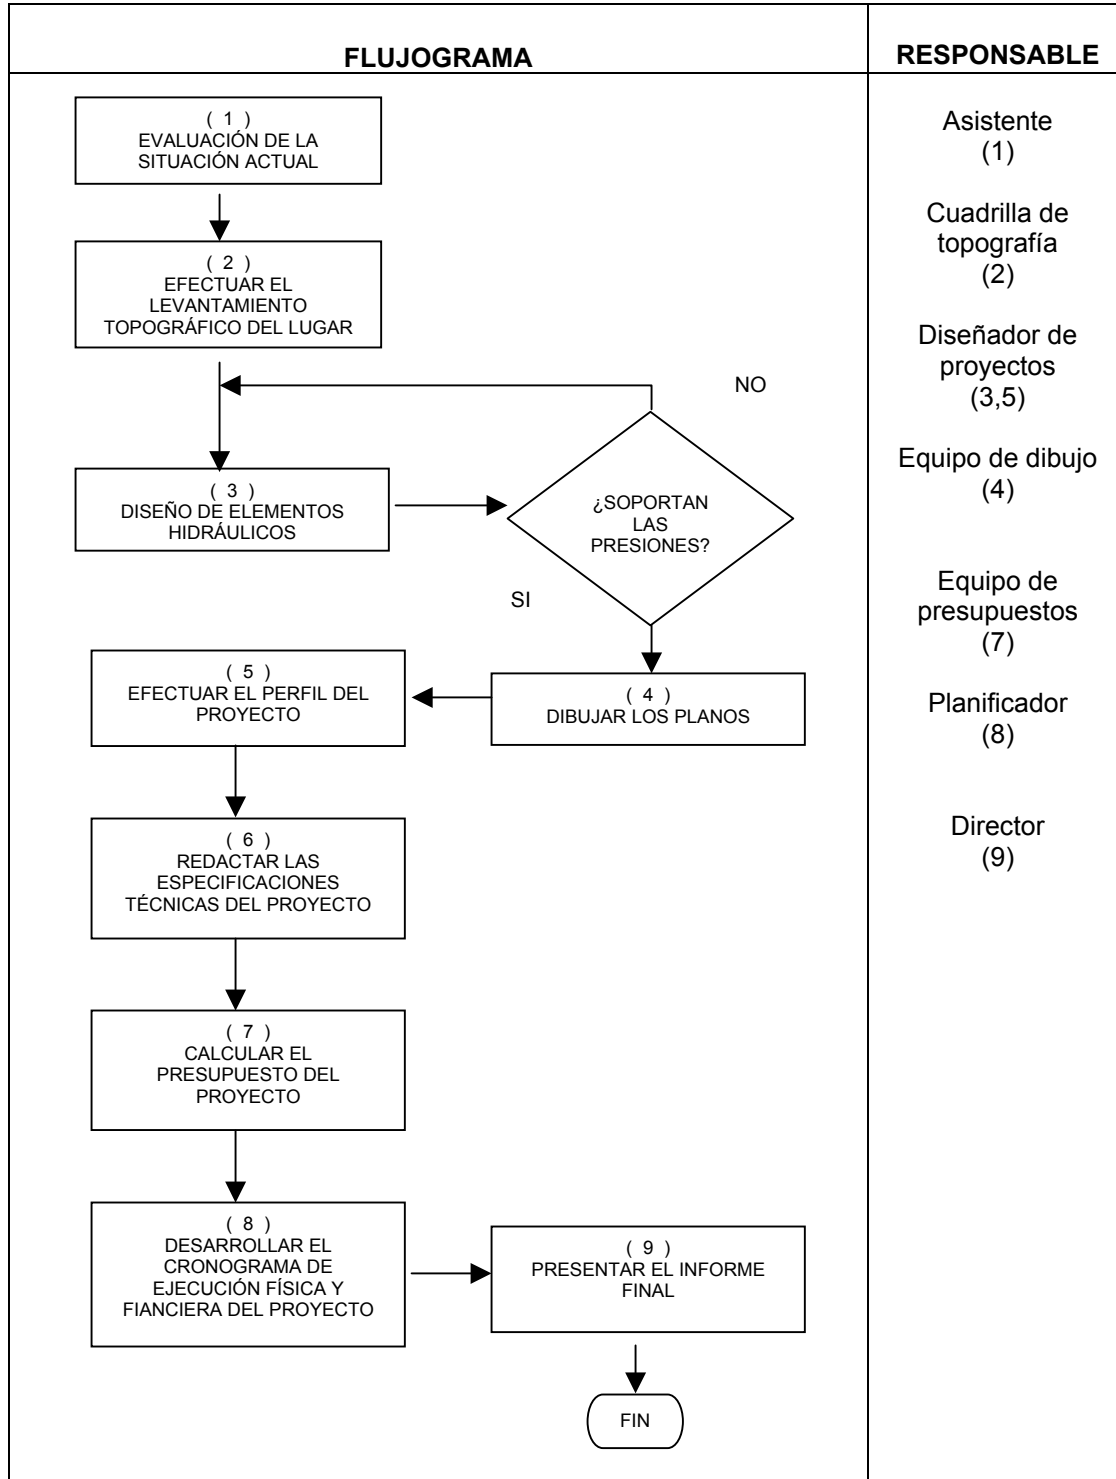 FLUJOGRAMA
RESPONSABLE
( 1 )
EVALUACIÓN DE LA
SITUACIÓN ACTUAL
( 2 )
EFECTUAR EL
LEVANTAMIENTO
TOPOGRÁFICO DEL LUGAR
NO
( 3 )
DISEÑO DE ELEMENTOS
HIDRÁULICOS
¿SOPORTAN
LAS
PRESIONES?
SI
( 4 )
DIBUJAR LOS PLANOS
( 5 )
EFECTUAR EL PERFIL DEL
PROYECTO
( 6 )
REDACTAR LAS
ESPECIFICACIONES
TÉCNICAS DEL PROYECTO
( 7 )
CALCULAR EL
PRESUPUESTO DEL
PROYECTO
( 8 )
DESARROLLAR EL
CRONOGRAMA DE
EJECUCIÓN FÍSICA Y
FIANCIERA DEL PROYECTO
( 9 )
PRESENTAR EL INFORME
FINAL
FIN
Asistente
(1)
Cuadrilla de
topografía
(2)
Diseñador de
proyectos
(3,5)
Equipo de dibujo
(4)
Equipo de
presupuestos
(7)
Planificador
(8)
Director
(9)